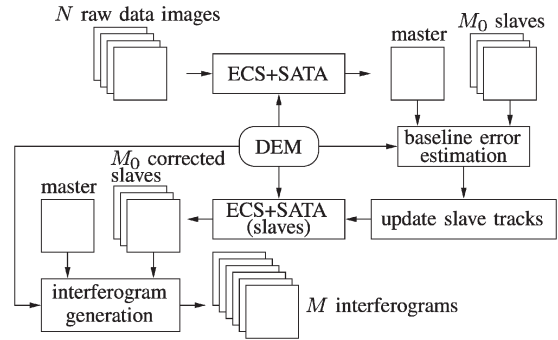 N raw data images
master
M0 slaves
ECS+SATA
DEM
baseline error
estimation
M0 corrected
slaves
master
ECS+SATA
(slaves)
update slave tracks
interferogram
generation
M interferograms